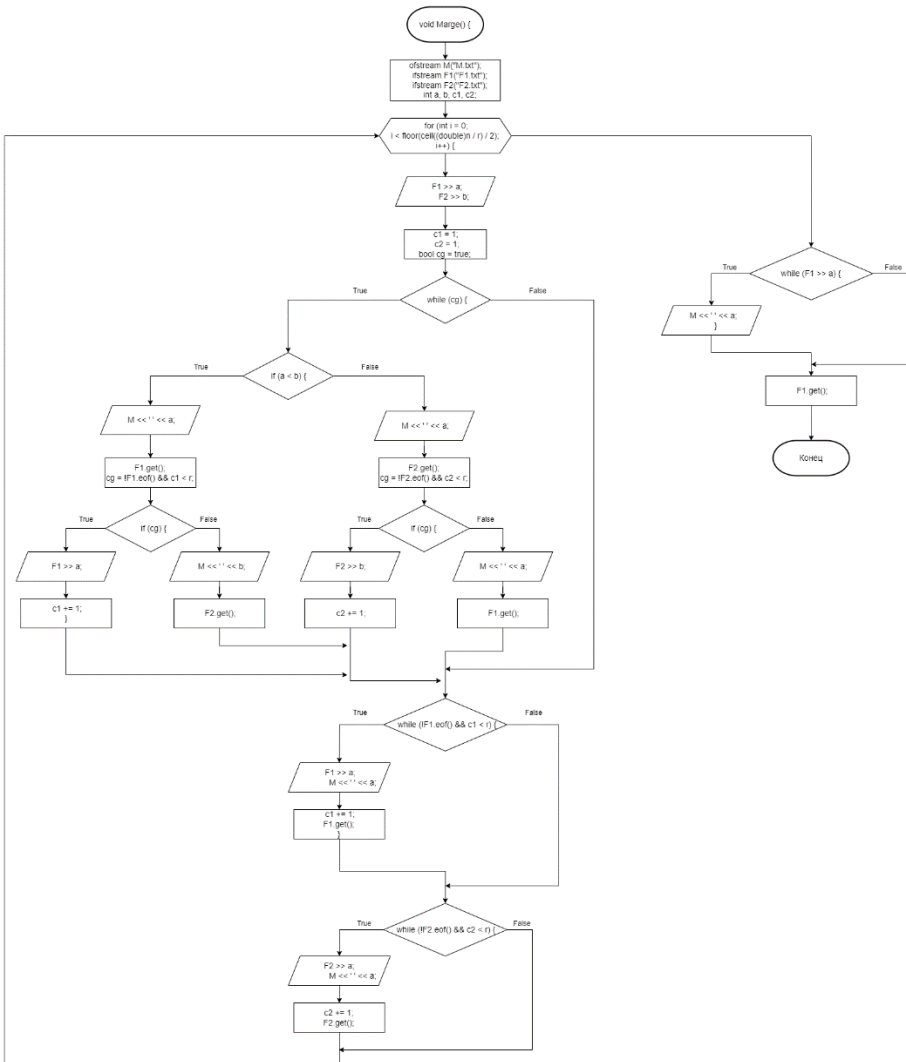 void Marge() {
ofstream M("M.txt");
ifstream F1("F1.txt");
ifstream F2("F2.txt");
int a, b, c1, c2;
for (int i = 0;
i < floor(ceil((double)n / r) / 2);
i++) {
F1 >> a;
F2 >> b;
c1 = 1;
c2 = 1;
bool cg = true;
while (F1 >> a) {
True
False
while (cg) {
True
False
M << ' ' << a;
}
if (a < b) {
True
False
F1.get();
M << ' ' << a;
M << ' ' << a;
Конец
F1.get();
cg = !F1.eof() && c1 < r;
F2.get();
cg = !F2.eof() && c2 < r;
if (cg) {
True
False
if (cg) {
True
False
F1 >> a;
M << ' ' << b;
F2 >> b;
M << ' ' << a;
c1 += 1;
}
F2.get();
c2 += 1;
F1.get();
while (!F1.eof() && c1 < r) {
True
False
F1 >> a;
M << ' ' << a;
c1 += 1;
F1.get();
}
while (!F2.eof() && c2 < r) {
True
False
F2 >> a;
M << ' ' << a;
c2 += 1;
F2.get();